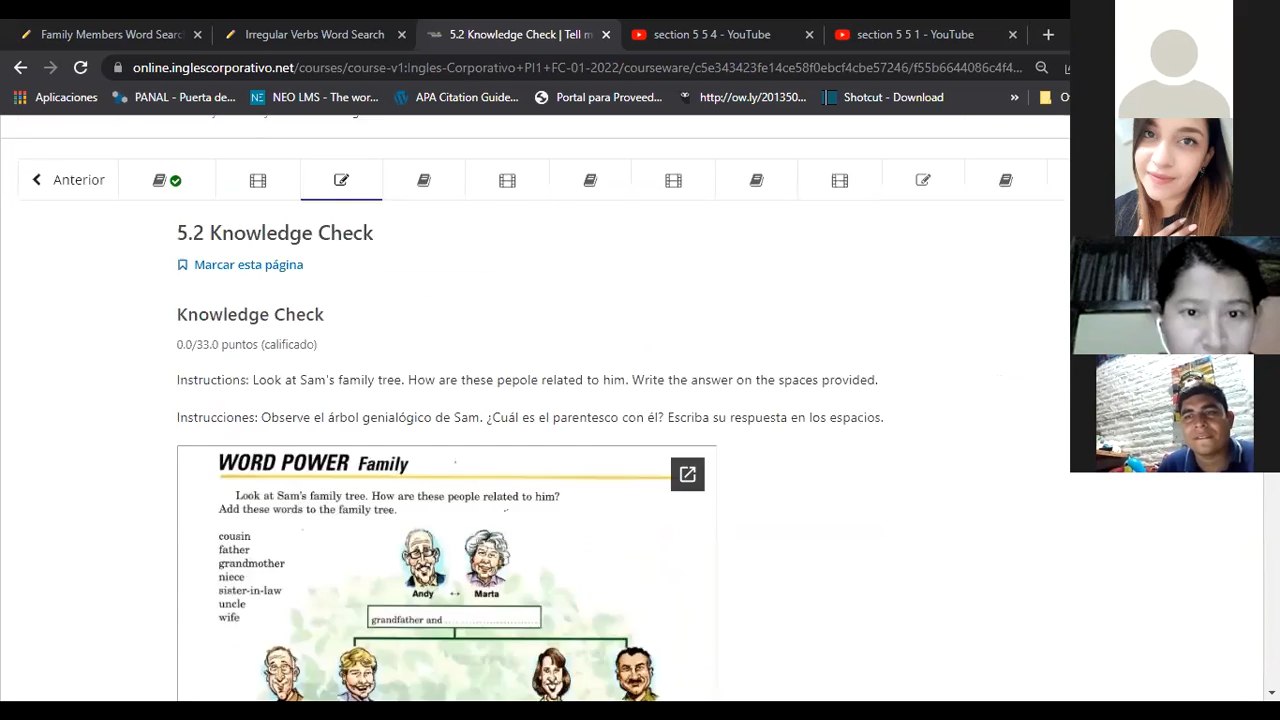 Family Members Word Searc
Irregular Verbs Word Search
5.2 Knowledge Check | Tell m
section 5 5 4 - YouTube
section 5 5 1 - YouTube
online.inglescorporativo.net/courses/course-v1:Ingles-Corporativo+PI1+FC-01-2022/courseware/c5e343423fe14ce58f0ebcf4cbe57246/f55b6644086c4f4...
Aplicaciones
PANAL - Puerta de...
NEO LMS - The wor...
APA Citation Guide...
Portal para Proveed...
http://ow.ly/201350...
Shotcut - Download
»
Anterior
5.2 Knowledge Check
Marcar esta página
Knowledge Check
0.0/33.0 puntos (calificado)
Instructions: Look at Sam's family tree. How are these pepole related to him. Write the answer on the spaces provided.
Instrucciones: Observe el árbol genialógico de Sam. ¿Cuál es el parentesco con él? Escriba su respuesta en los espacios.
WORD POWER Family
Look at Sam's family tree. How are these people related to him?
Add these words to the family tree.
cousin
father
grandmother
niece
sister-in-law
uncle
wife
Andy ↔ Marta
grandfather and ........................